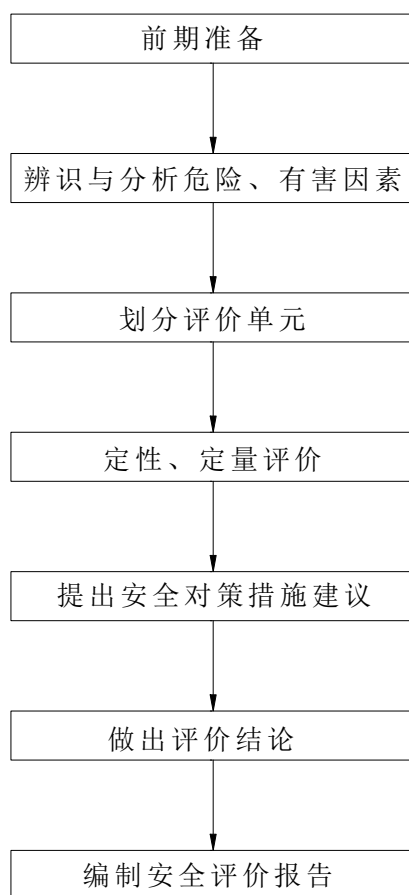 前期准备
辨识与分析危险、有害因素
划分评价单元
定性、定量评价
提出安全对策措施建议
做出评价结论
编制安全评价报告